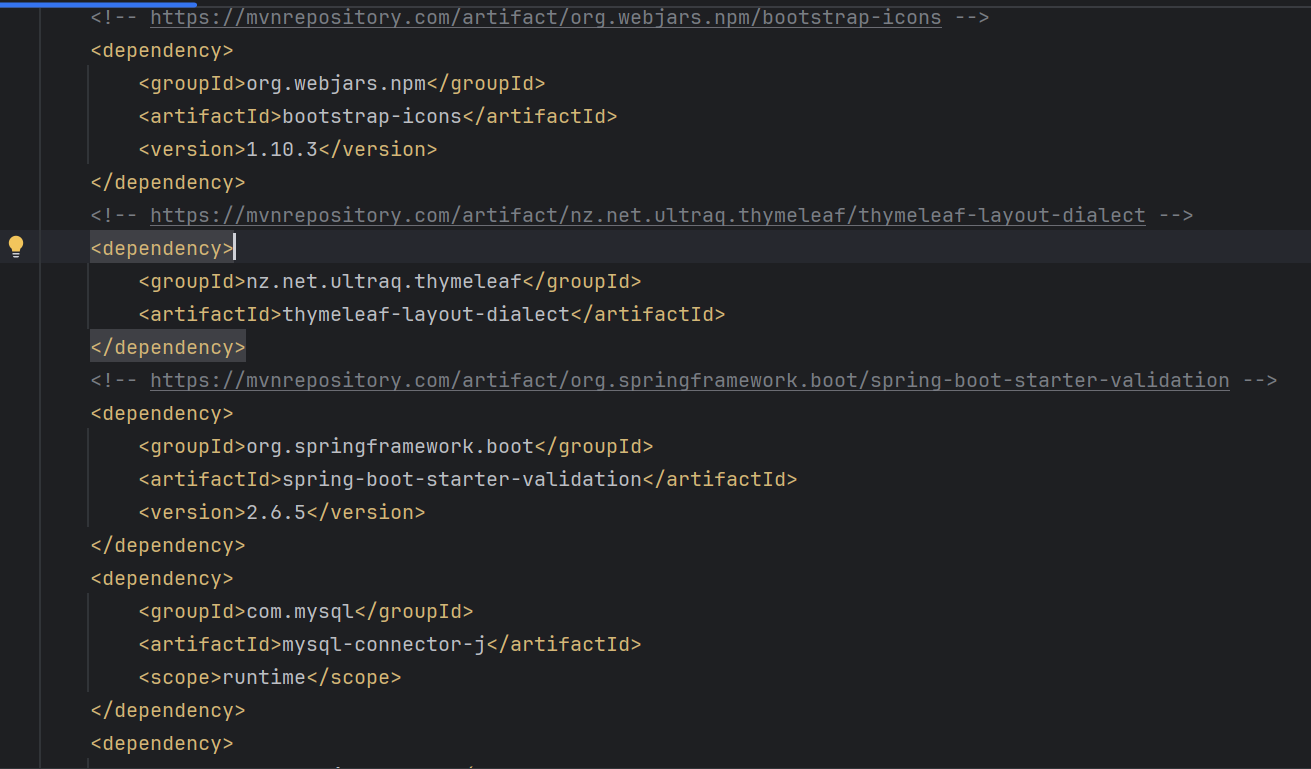 <!-- https://mvnrepository.com/artifact/org.webjars.npm/bootstrap-icons -->
<dependency>
<groupId>org.webjars.npm</groupId>
<artifactId>bootstrap-icons</artifactId>
<version>1.10.3</version>
</dependency>
<!-- https://mvnrepository.com/artifact/nz.net.ultraq.thymeleaf/thymeleaf-layout-dialect -->
<dependency>
<groupId>nz.net.ultraq.thymeleaf</groupId>
<artifactId>thymeleaf-layout-dialect</artifactId>
</dependency>
<!-- https://mvnrepository.com/artifact/org.springframework.boot/spring-boot-starter-validation -->
<dependency>
<groupId>org.springframework.boot</groupId>
<artifactId>spring-boot-starter-validation</artifactId>
<version>2.6.5</version>
</dependency>
<dependency>
<groupId>com.mysql</groupId>
<artifactId>mysql-connector-j</artifactId>
<scope>runtime</scope>
</dependency>
<dependency>